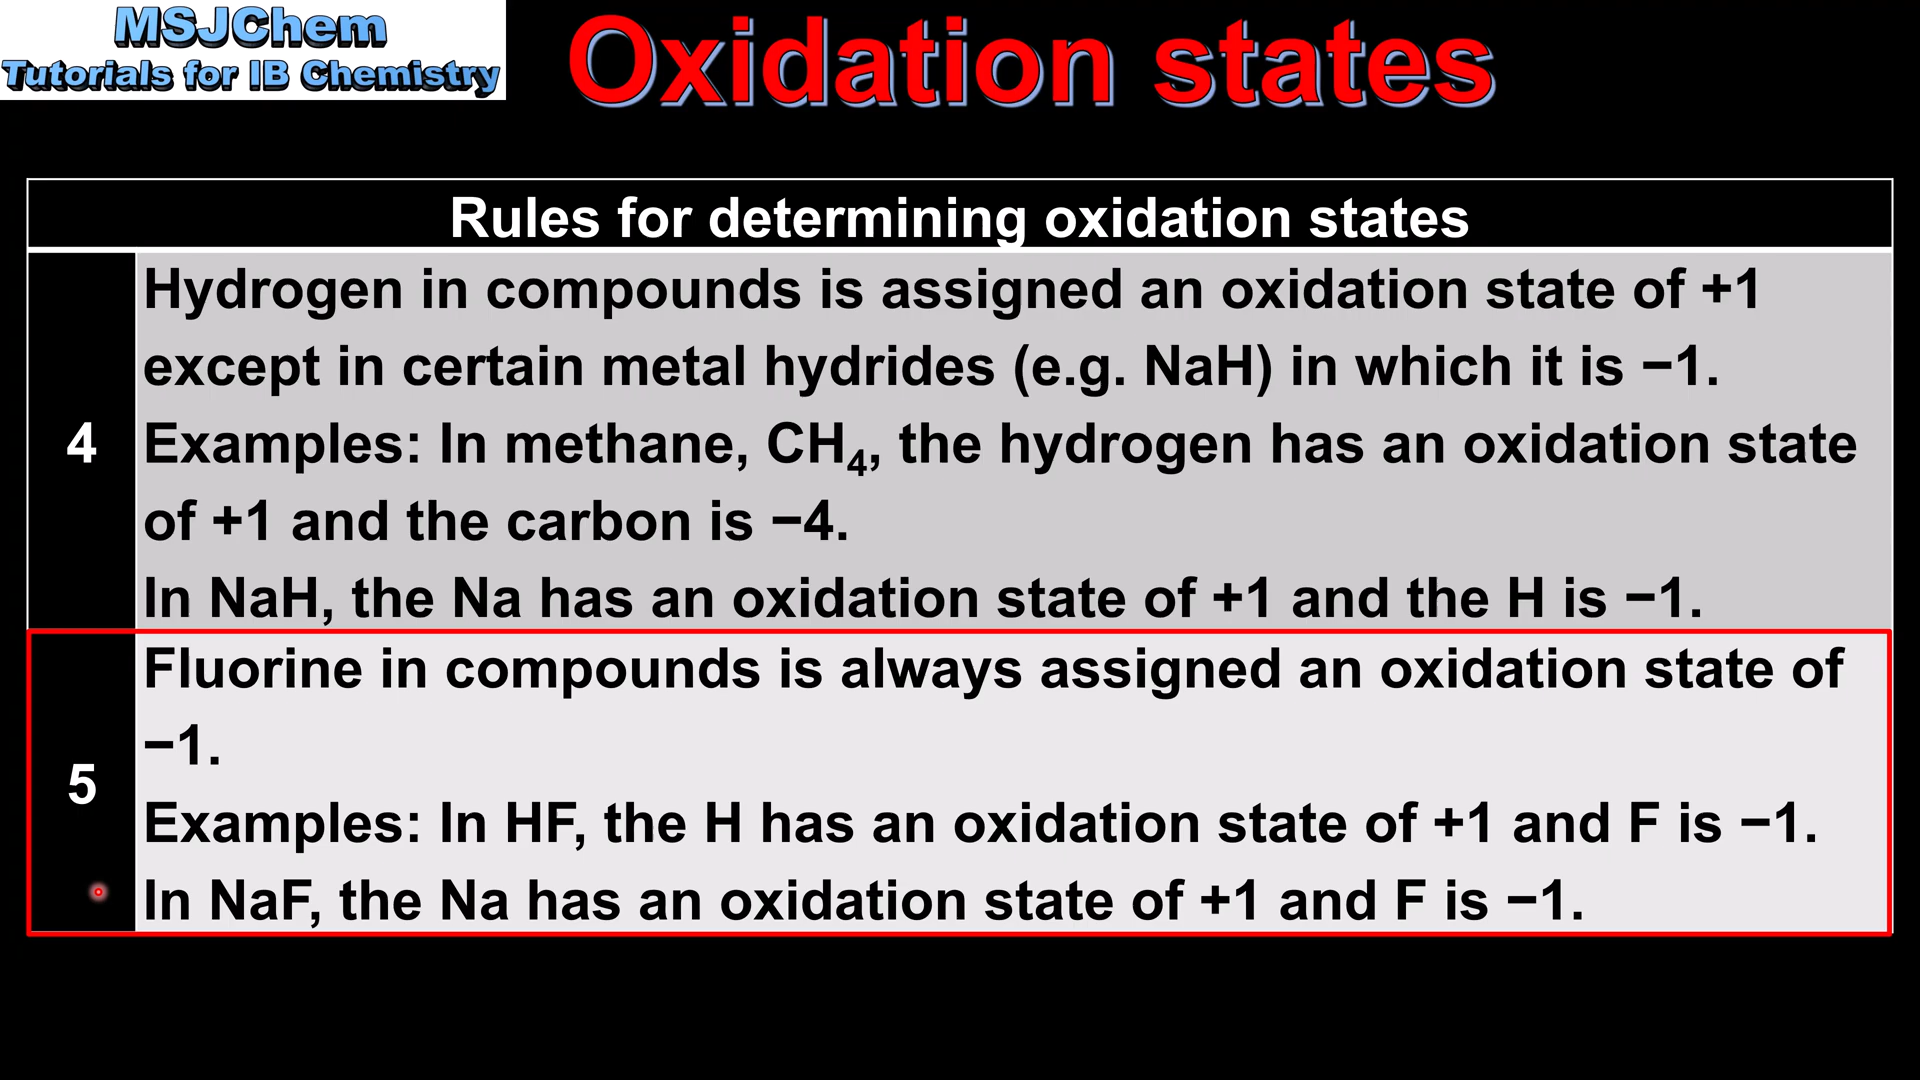 MSJChem
Tutorials for IB Chemistry
Oxidation states
Rules for determining oxidation states
4
Hydrogen in compounds is assigned an oxidation state of +1
except in certain metal hydrides (e.g. NaH) in which it is −1.
Examples: In methane, CH₄, the hydrogen has an oxidation state
of +1 and the carbon is −4.
In NaH, the Na has an oxidation state of +1 and the H is −1.
5
Fluorine in compounds is always assigned an oxidation state of
−1.
Examples: In HF, the H has an oxidation state of +1 and F is −1.
In NaF, the Na has an oxidation state of +1 and F is −1.